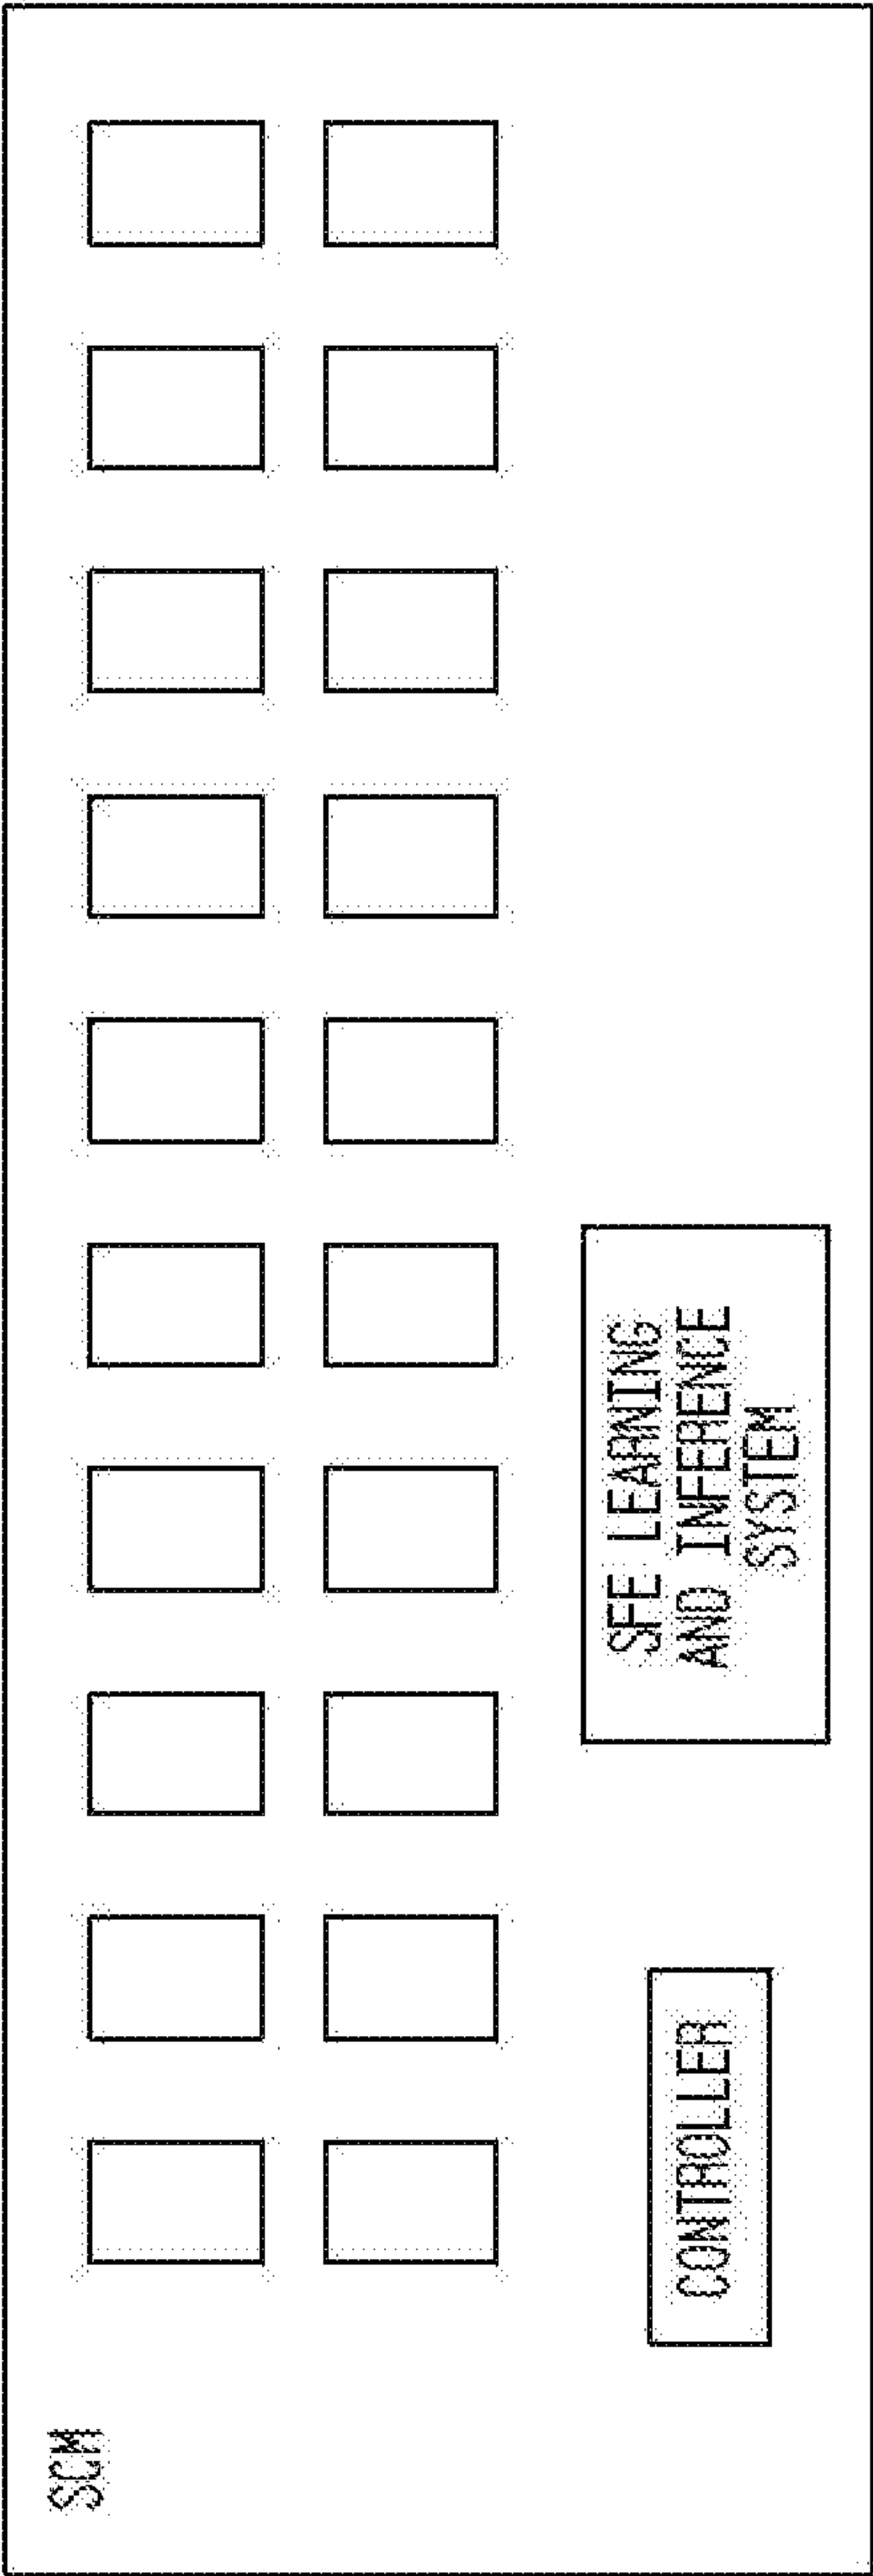 SCM
CONTROLLER
SFE LEARNING
AND INFERENCE
SYSTEM